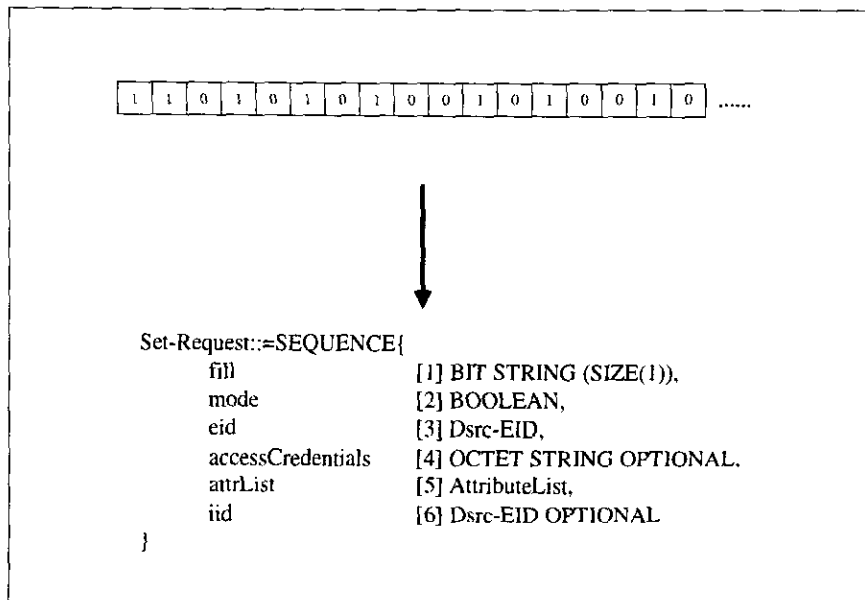 1 1 0 1 0 1 0 1 0 0 1 0 1 0 0 1 0 ......
Set-Request::=SEQUENCE{
fill [1] BIT STRING (SIZE(1)),
mode [2] BOOLEAN,
eid [3] Dsrc-EID,
accessCredentials [4] OCTET STRING OPTIONAL,
attrList [5] AttributeList,
iid [6] Dsrc-EID OPTIONAL
}